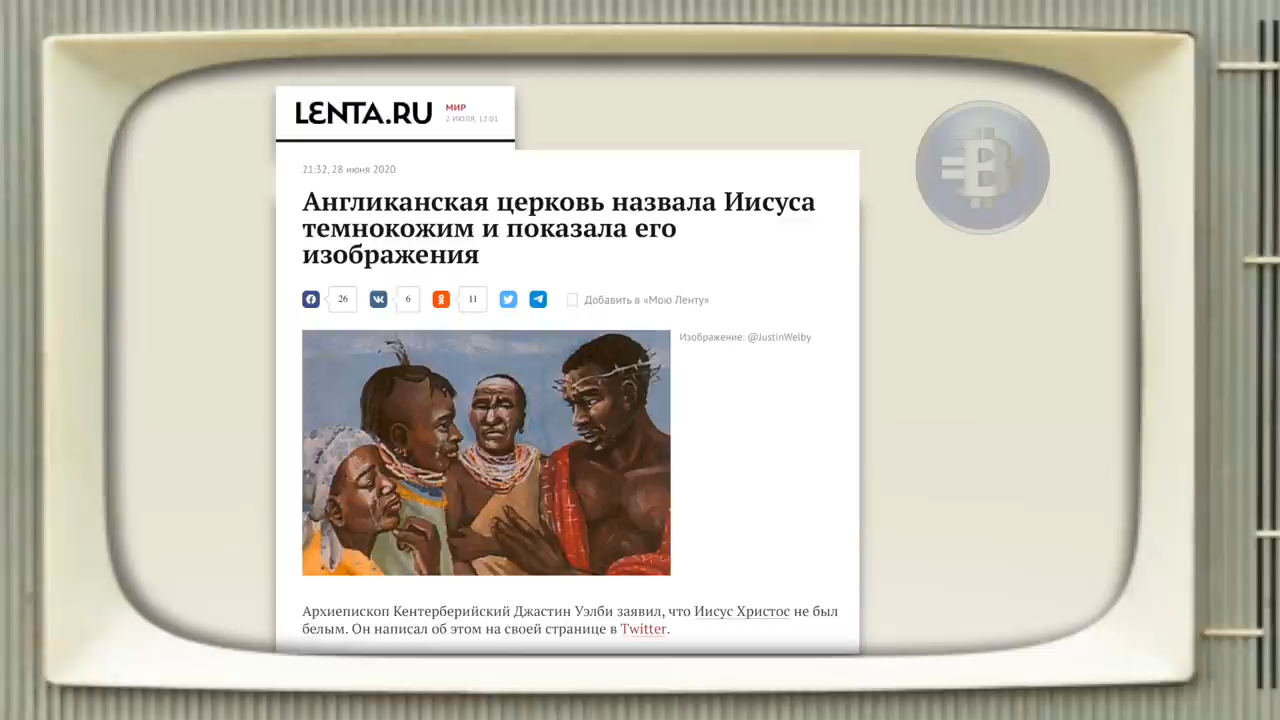 LENTA.RU
МИР
2 ИЮЛЯ, 12:01
21:32, 28 июня 2020
Англиканская церковь назвала Иисуса
темнокожим и показала его
изображения
26 6 11 Добавить в «Мою Ленту»
Изображение: @JustinWelby
Архиепископ Кентерберийский Джастин Уэлби заявил, что Иисус Христос не был
белым. Он написал об этом на своей странице в Twitter.